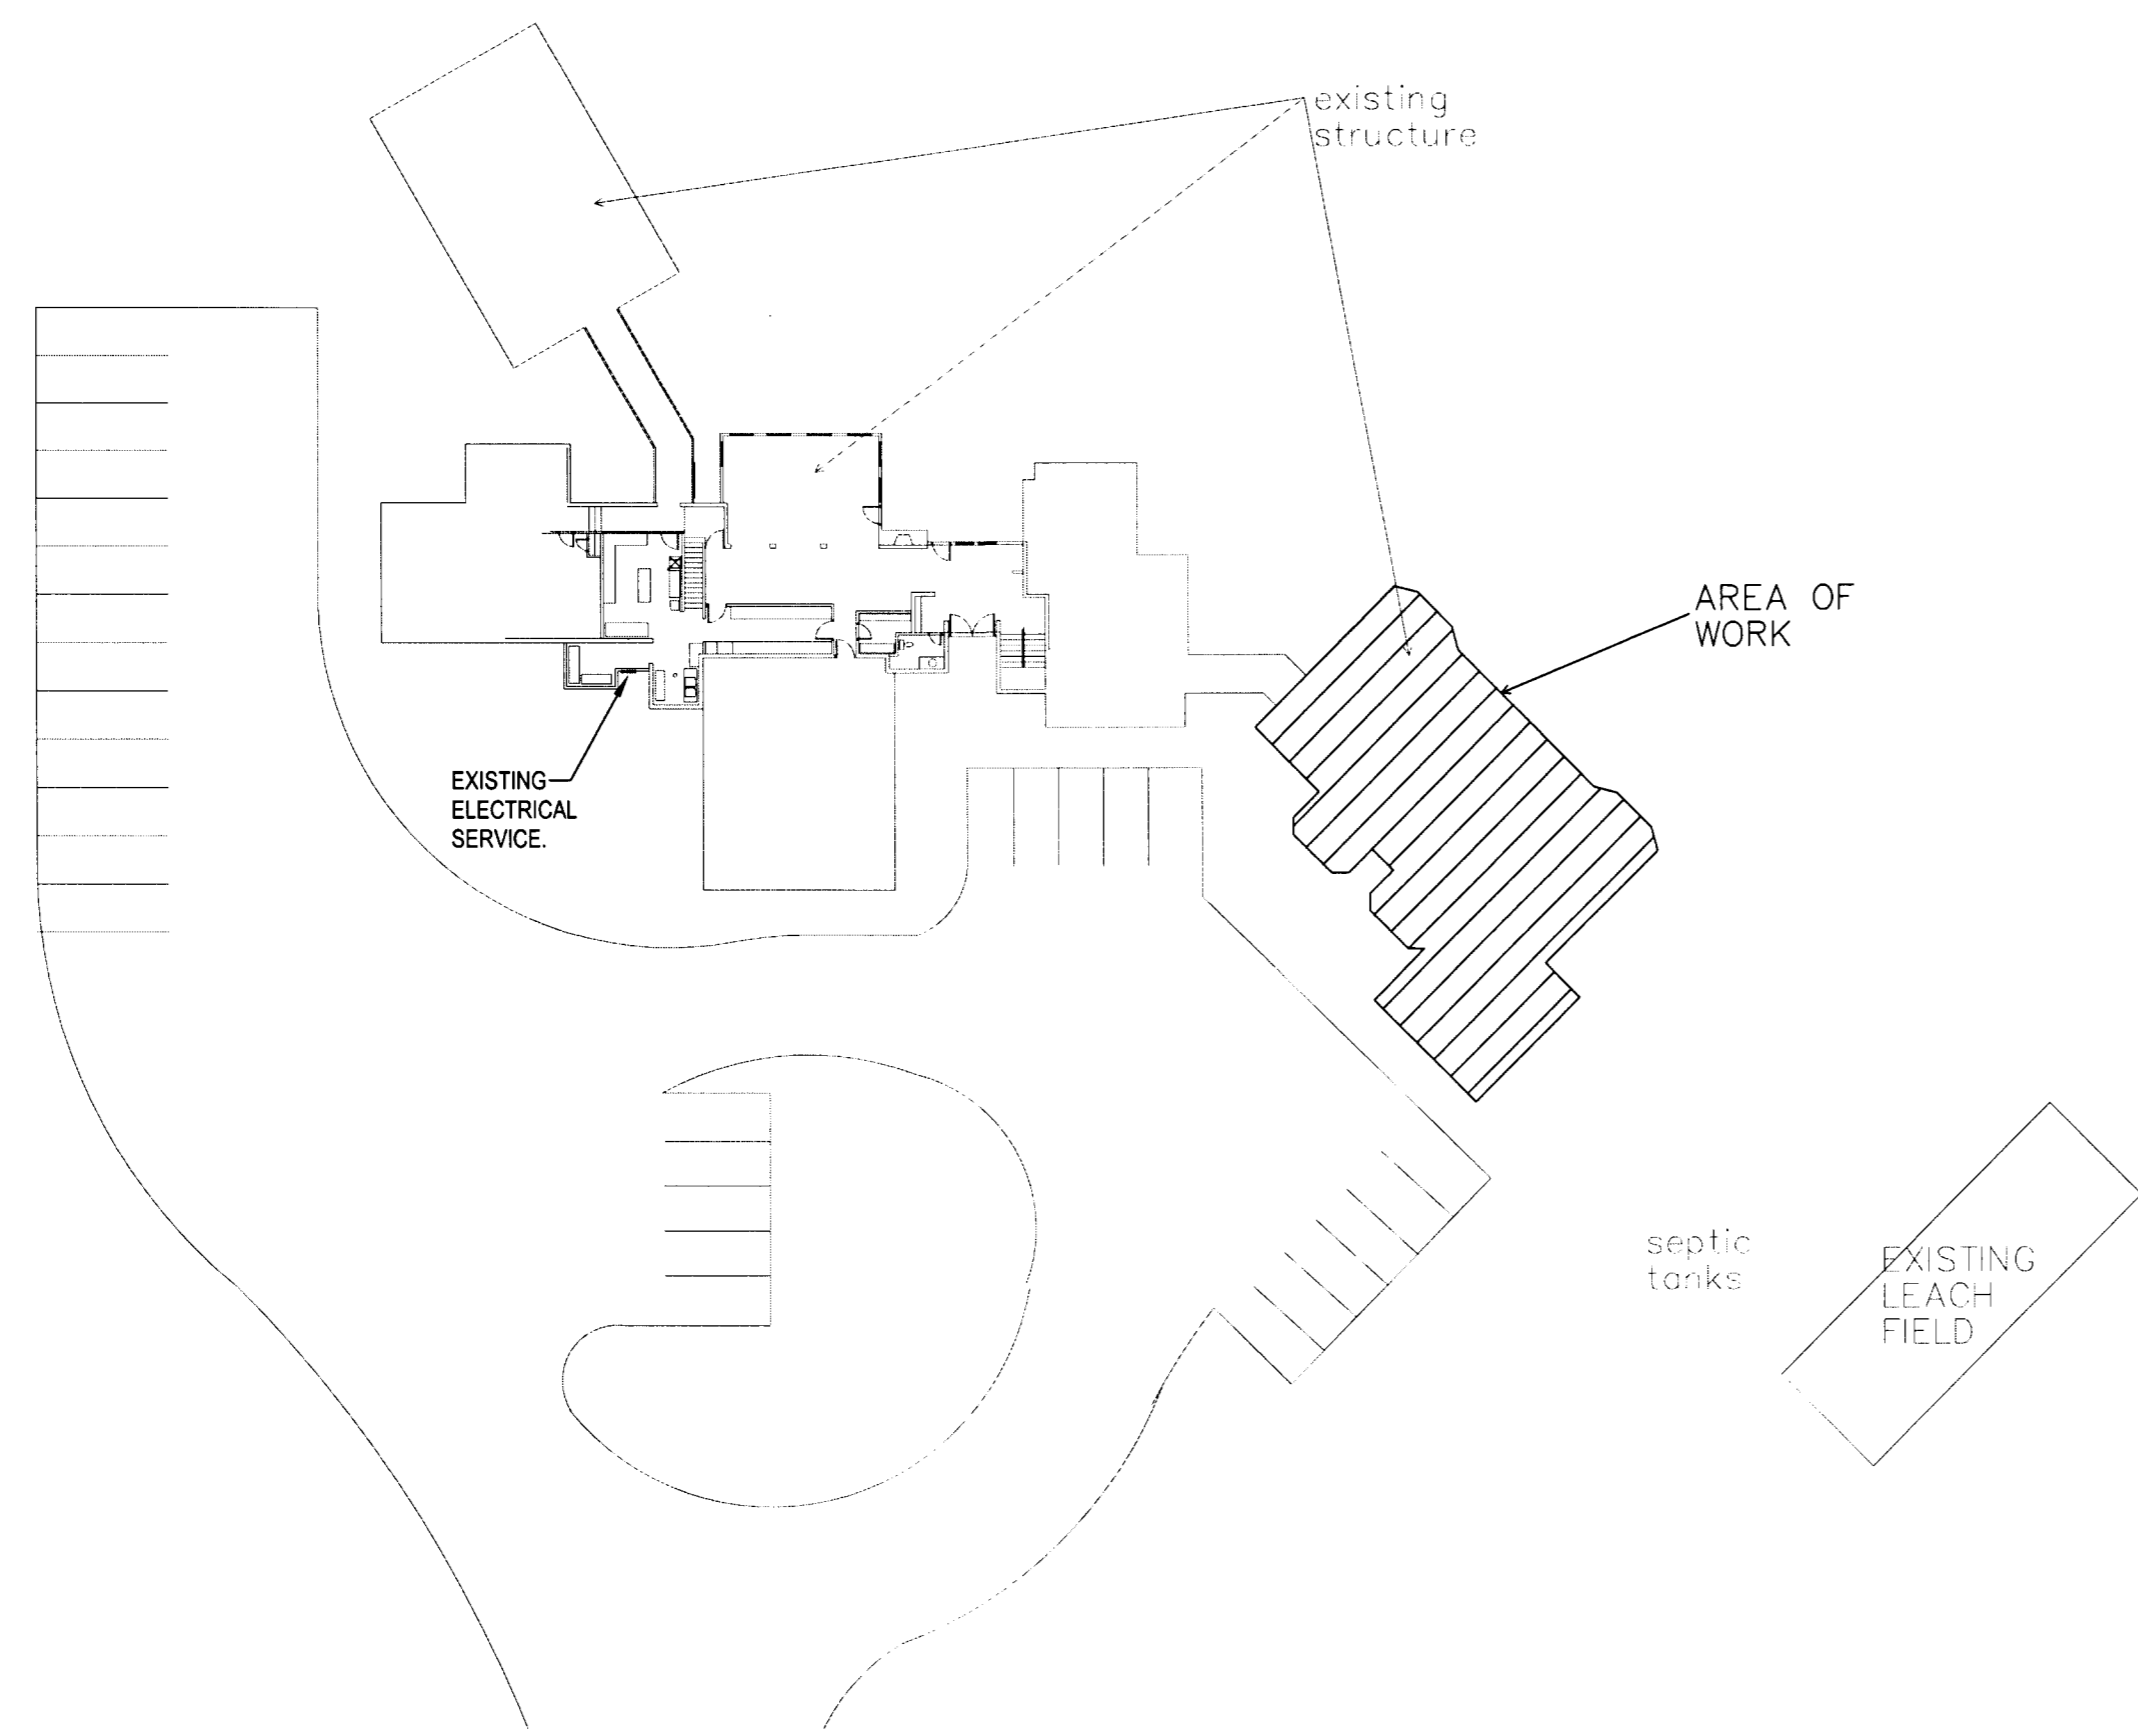 existing
structure
AREA OF
WORK
EXISTING
ELECTRICAL
SERVICE.
septic
tanks
EXISTING
LEACH
FIELD